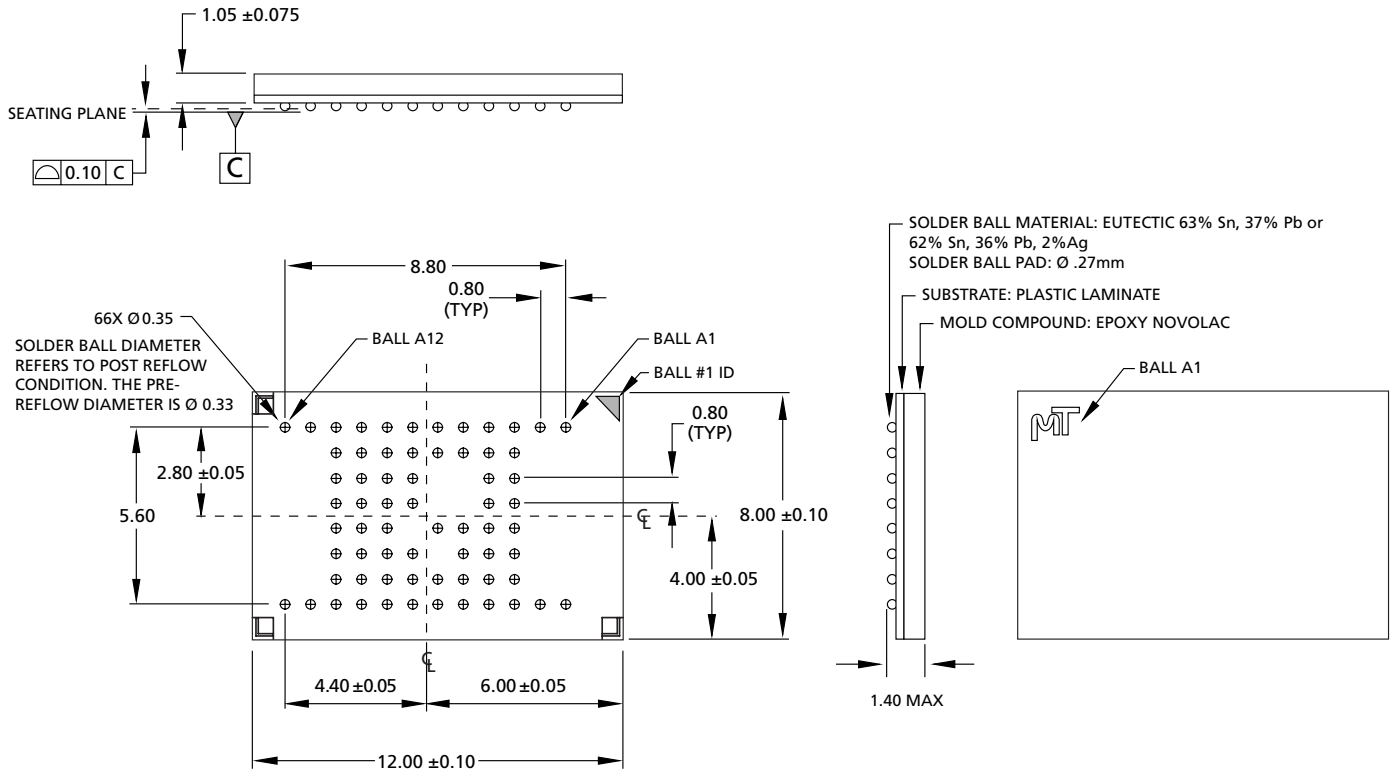 1.05 ±0.075
SEATING PLANE
0.10 C
C
SOLDER BALL MATERIAL: EUTECTIC 63% Sn, 37% Pb or
62% Sn, 36% Pb, 2%Ag
SOLDER BALL PAD: Ø .27mm
SUBSTRATE: PLASTIC LAMINATE
MOLD COMPOUND: EPOXY NOVOLAC
8.80
0.80
(TYP)
66X Ø 0.35
SOLDER BALL DIAMETER
REFERS TO POST REFLOW
CONDITION. THE PRE-
REFLOW DIAMETER IS Ø 0.33
BALL A12
BALL A1
BALL #1 ID
0.80
(TYP)
BALL A1
MT
2.80 ±0.05
5.60
CL
8.00 ±0.10
4.00 ±0.05
CL
4.40 ±0.05
6.00 ±0.05
12.00 ±0.10
1.40 MAX